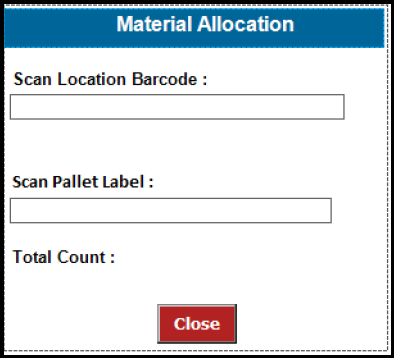 Material Allocation
Scan Location Barcode :
Scan Pallet Label :
Total Count :
Close